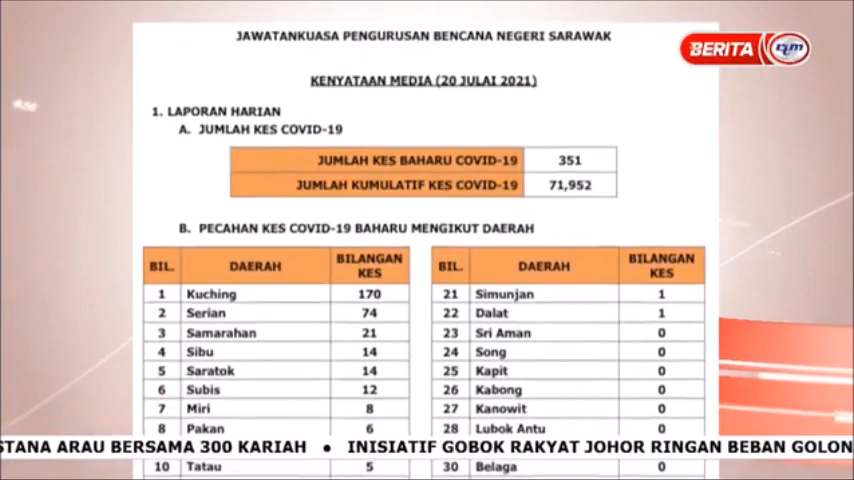 JAWATANKUASA PENGURUSAN BENCANA NEGERI SARAWAK
BERITA
KENYATAAN MEDIA (20 JULAI 2021)
1. LAPORAN HARIAN
A. JUMLAH KES COVID-19
JUMLAH KES BAHARU COVID-19 351
JUMLAH KUMULATIF KES COVID-19 71,952
B. PECAHAN KES COVID-19 BAHARU MENGIKUT DAERAH
BIL. DAERAH BILANGAN KES
1 Kuching 170
2 Serian 74
3 Samarahan 21
4 Sibu 14
5 Saratok 14
6 Subis 12
7 Miri 8
8 Pakan 6
10 Tatau 5
BIL. DAERAH BILANGAN KES
21 Simunjan 1
22 Dalat 1
23 Sri Aman 0
24 Song 0
25 Kapit 0
26 Kabong 0
27 Kanowit 0
28 Lubok Antu 0
30 Belaga 0
STANA ARAU BERSAMA 300 KARIAH • INISIATIF GOBOK RAKYAT JOHOR RINGAN BEBAN GOLON